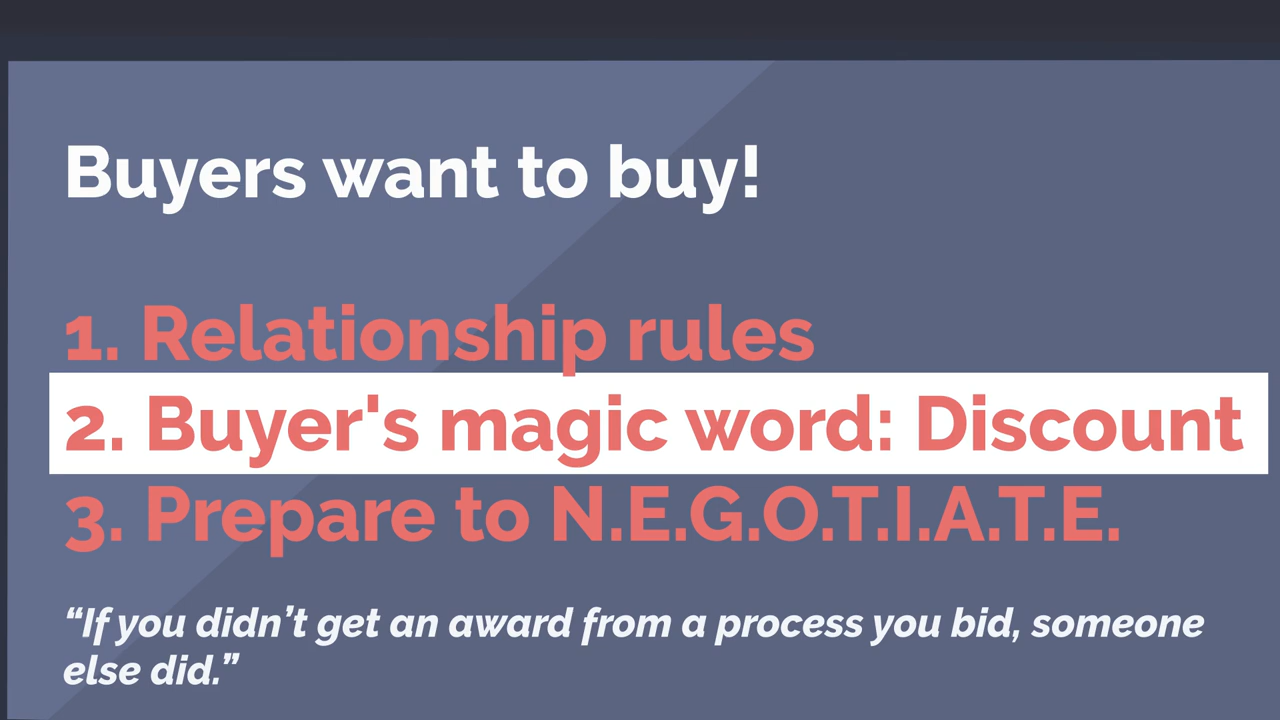 Buyers want to buy!
1. Relationship rules
2. Buyer's magic word: Discount
3. Prepare to N.E.G.O.T.I.A.T.E.
“If you didn’t get an award from a process you bid, someone
else did.”